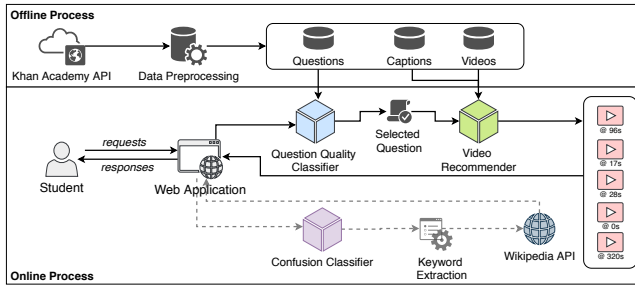 Offline Process
Khan Academy API
Data Preprocessing
Questions
Captions
Videos
requests
responses
Student
Web Application
Question Quality
Classifier
Selected
Question
Video
Recommender
@ 96s
@ 17s
@ 28s
@ 0s
@ 320s
Confusion Classifier
Keyword
Extraction
Wikipedia API
Online Process